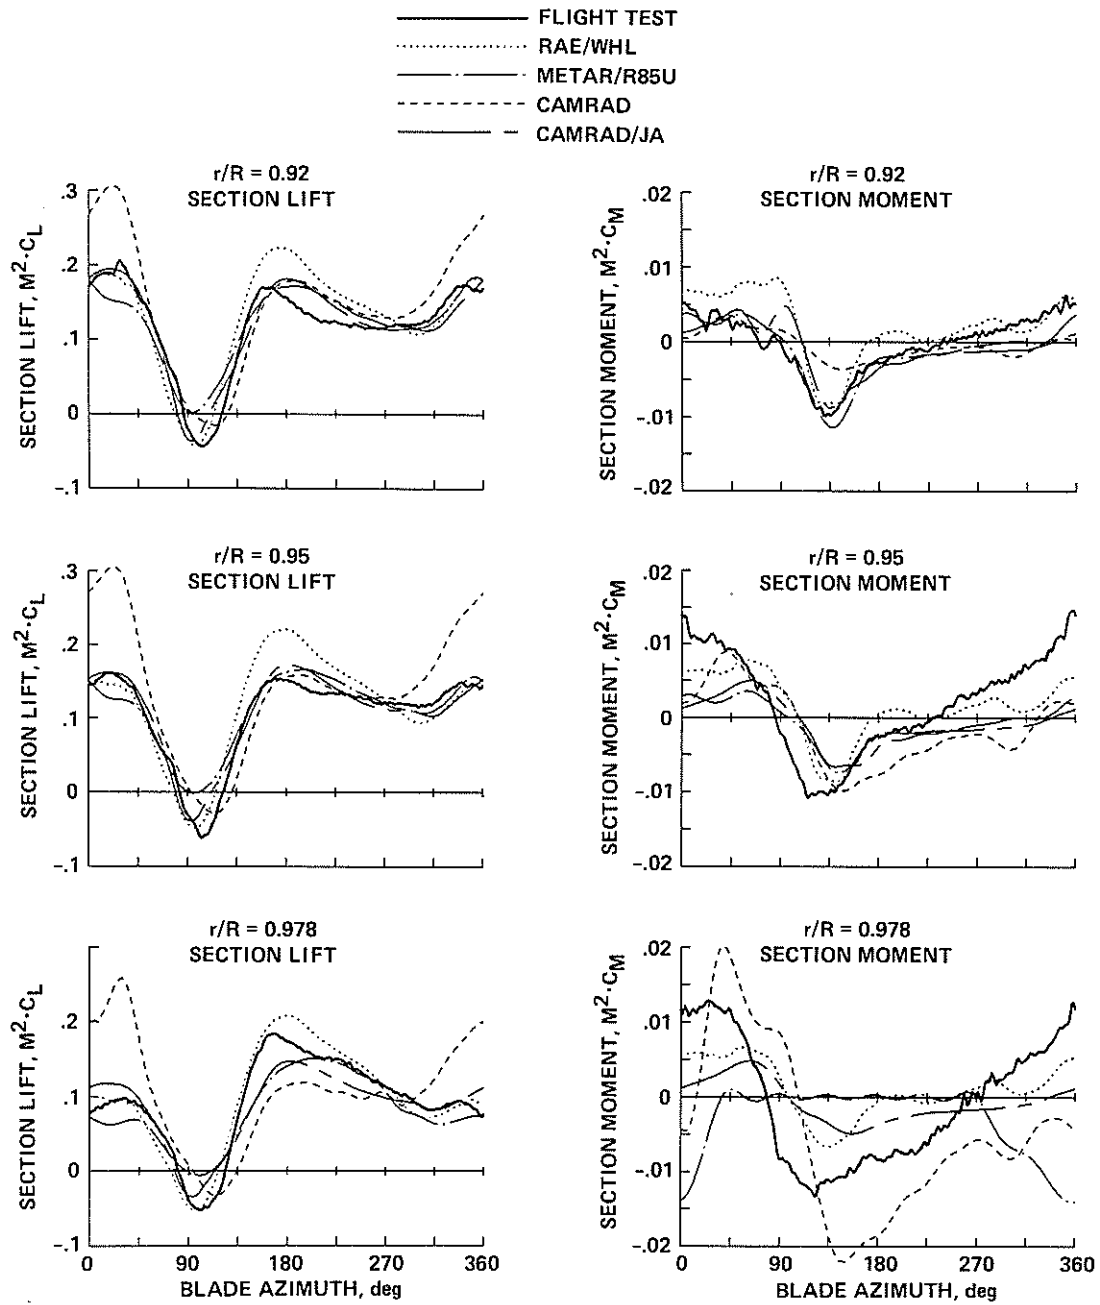 FLIGHT TEST
RAE/WHL
METAR/R85U
CAMRAD
CAMRAD/JA
r/R = 0.92
SECTION LIFT
SECTION LIFT, M²·C_L
.3
.2
.1
0
-.1
r/R = 0.92
SECTION MOMENT
SECTION MOMENT, M²·C_M
.02
.01
0
-.01
-.02
r/R = 0.95
SECTION LIFT
SECTION LIFT, M²·C_L
.3
.2
.1
0
-.1
r/R = 0.95
SECTION MOMENT
SECTION MOMENT, M²·C_M
.02
.01
0
-.01
-.02
r/R = 0.978
SECTION LIFT
SECTION LIFT, M²·C_L
.2
.1
0
-.1
0 90 180 270 360
BLADE AZIMUTH, deg
r/R = 0.978
SECTION MOMENT
SECTION MOMENT, M²·C_M
.02
.01
0
-.01
-.02
0 90 180 270 360
BLADE AZIMUTH, deg